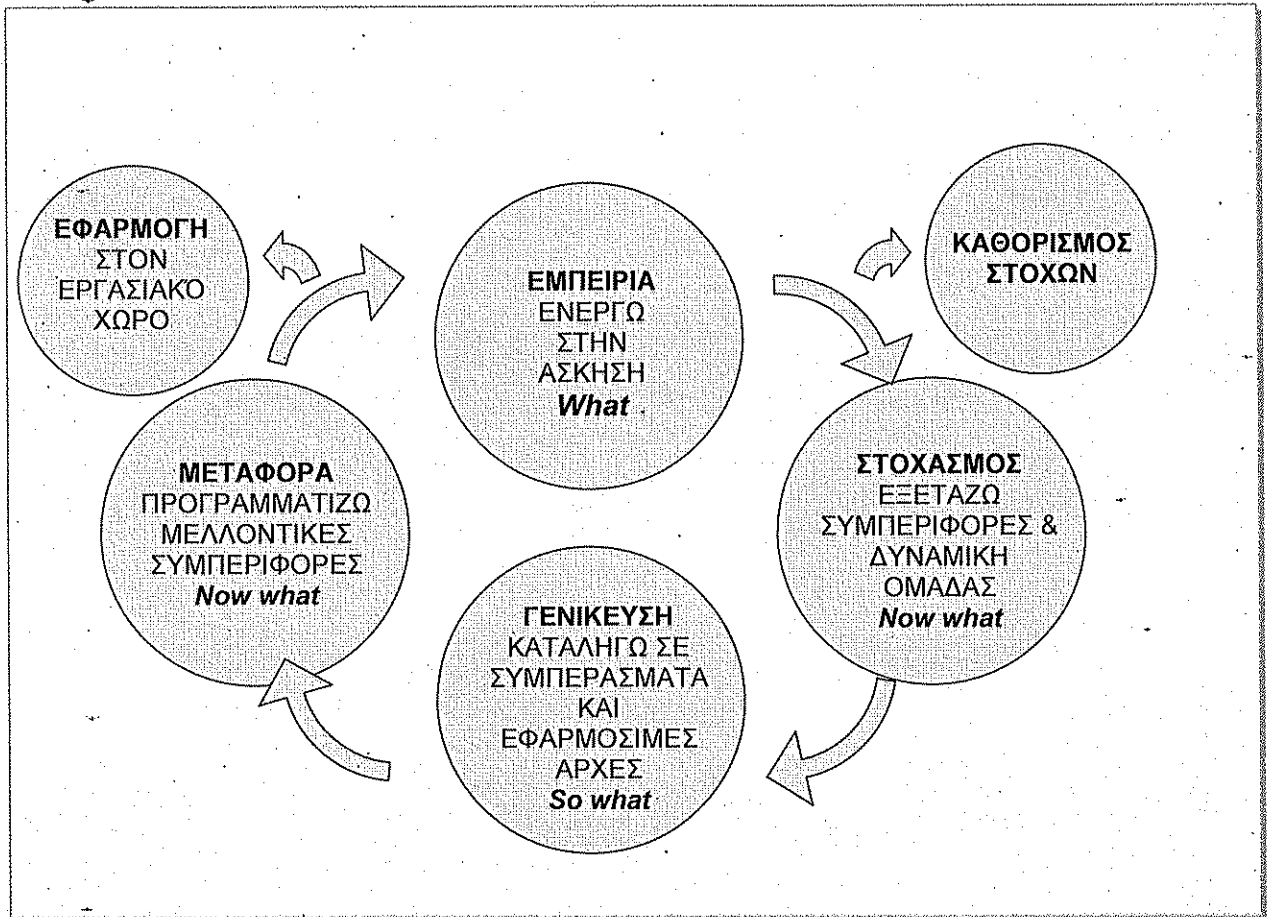 ΕΦΑΡΜΟΓΗ
ΣΤΟΝ
ΕΡΓΑΣΙΑΚΌ
ΧΩΡΟ
ΕΜΠΕΙΡΙΑ
ΕΝΕΡΓΩ
ΣΤΗΝ
ΑΣΚΗΣΗ
What
ΚΑΘΟΡΙΣΜΟΣ
ΣΤΟΧΩΝ
ΜΕΤΑΦΟΡΑ
ΠΡΟΓΡΑΜΜΑΤΙΖΩ
ΜΕΛΛΟΝΤΙΚΕΣ
ΣΥΜΠΕΡΙΦΟΡΕΣ
Now what
ΣΤΟΧΑΣΜΟΣ
ΕΞΕΤΑΖΩ
ΣΥΜΠΕΡΙΦΟΡΕΣ &
ΔΥΝΑΜΙΚΗ
ΟΜΑΔΑΣ
Now what
ΓΕΝΙΚΕΥΣΗ
ΚΑΤΑΛΗΓΩ ΣΕ
ΣΥΜΠΕΡΑΣΜΑΤΑ
ΚΑΙ
ΕΦΑΡΜΟΣΙΜΕΣ
ΑΡΧΕΣ
So what